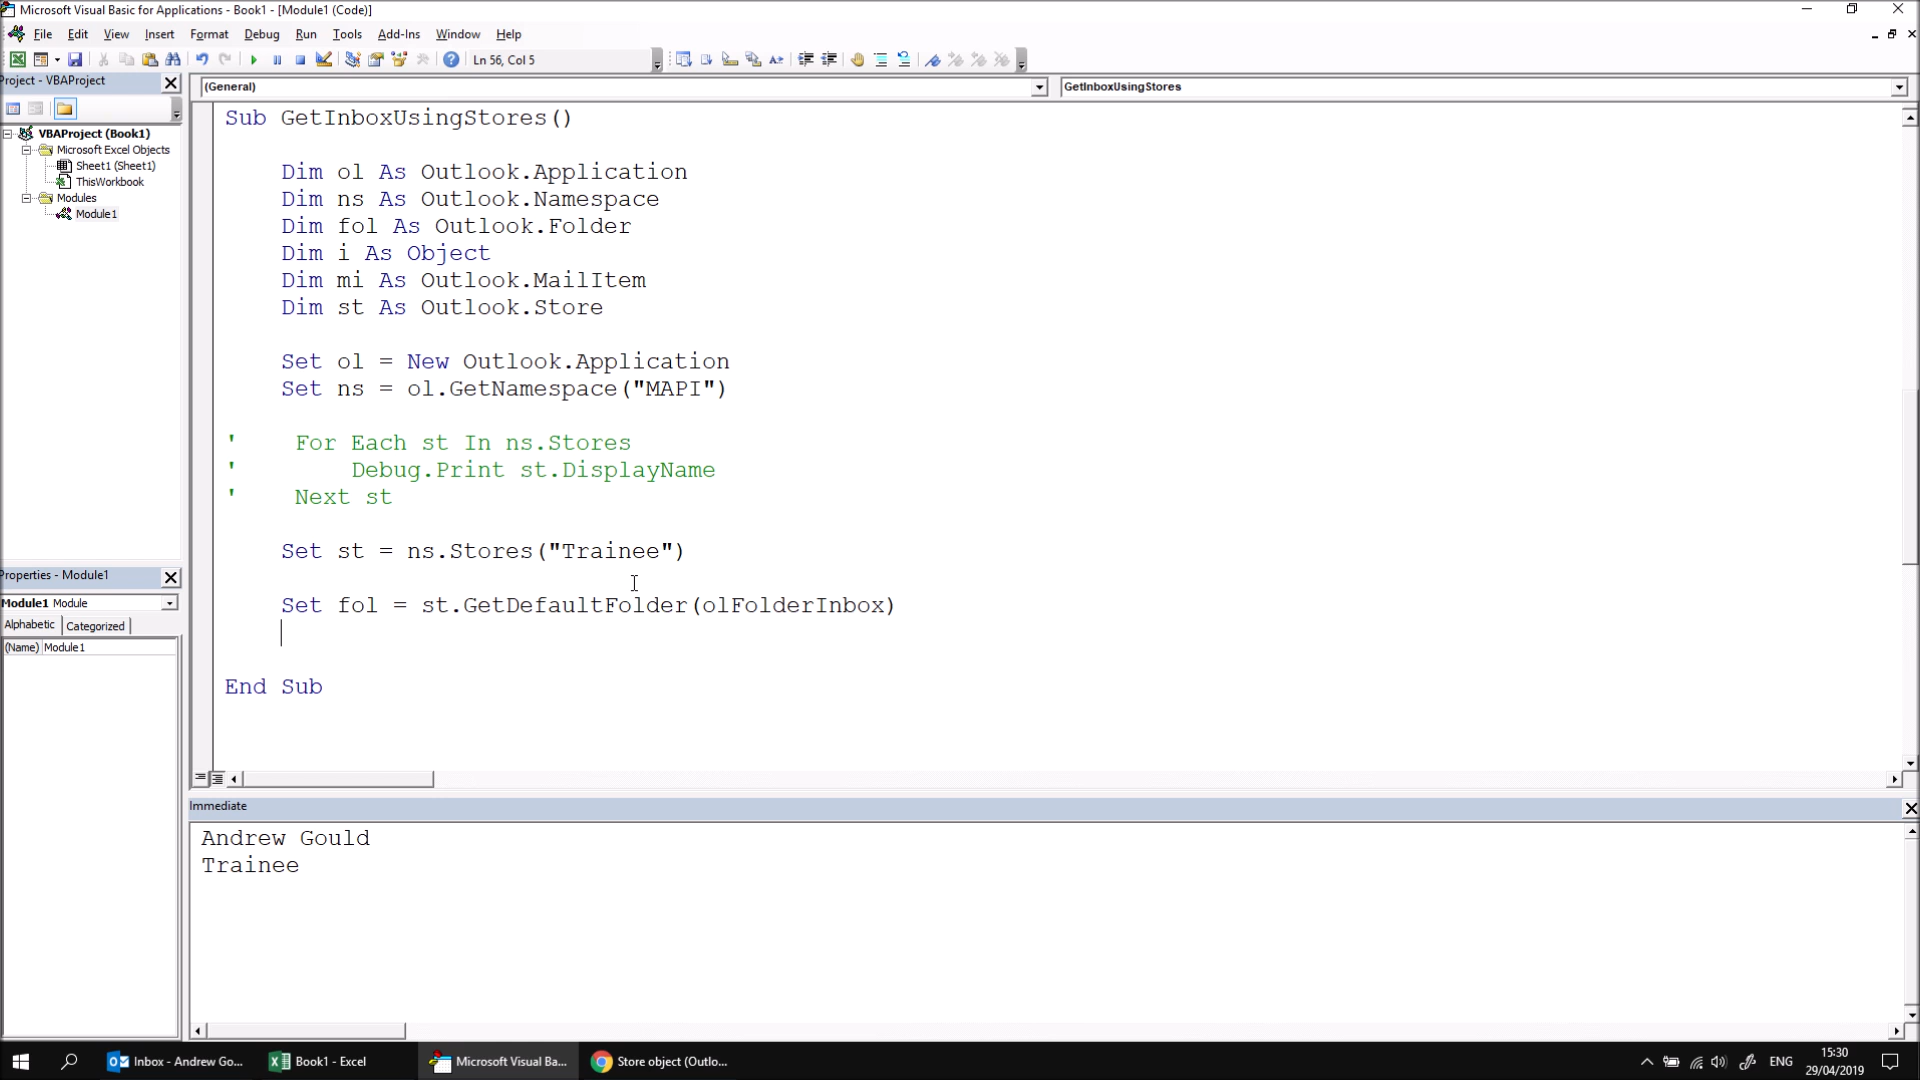 Microsoft Visual Basic for Applications - Book1 - [Module1 (Code)]
File Edit View Insert Format Debug Run Tools Add-Ins Window Help
Ln 56, Col 5
Project - VBAProject
(General)
GetInboxUsingStores
VBAProject (Book1)
Microsoft Excel Objects
Sheet1 (Sheet1)
ThisWorkbook
Modules
Module1
Properties - Module1
Module1 Module
Alphabetic Categorized
(Name) Module1
Sub GetInboxUsingStores()
Dim ol As Outlook.Application
Dim ns As Outlook.Namespace
Dim fol As Outlook.Folder
Dim i As Object
Dim mi As Outlook.MailItem
Dim st As Outlook.Store
Set ol = New Outlook.Application
Set ns = ol.GetNamespace("MAPI")
' For Each st In ns.Stores
' Debug.Print st.DisplayName
' Next st
Set st = ns.Stores("Trainee")
Set fol = st.GetDefaultFolder(olFolderInbox)
End Sub
Immediate
Andrew Gould
Trainee
Inbox - Andrew Go... Book1 - Excel Microsoft Visual Ba... Store object (Outlo...
ENG
15:30
29/04/2019